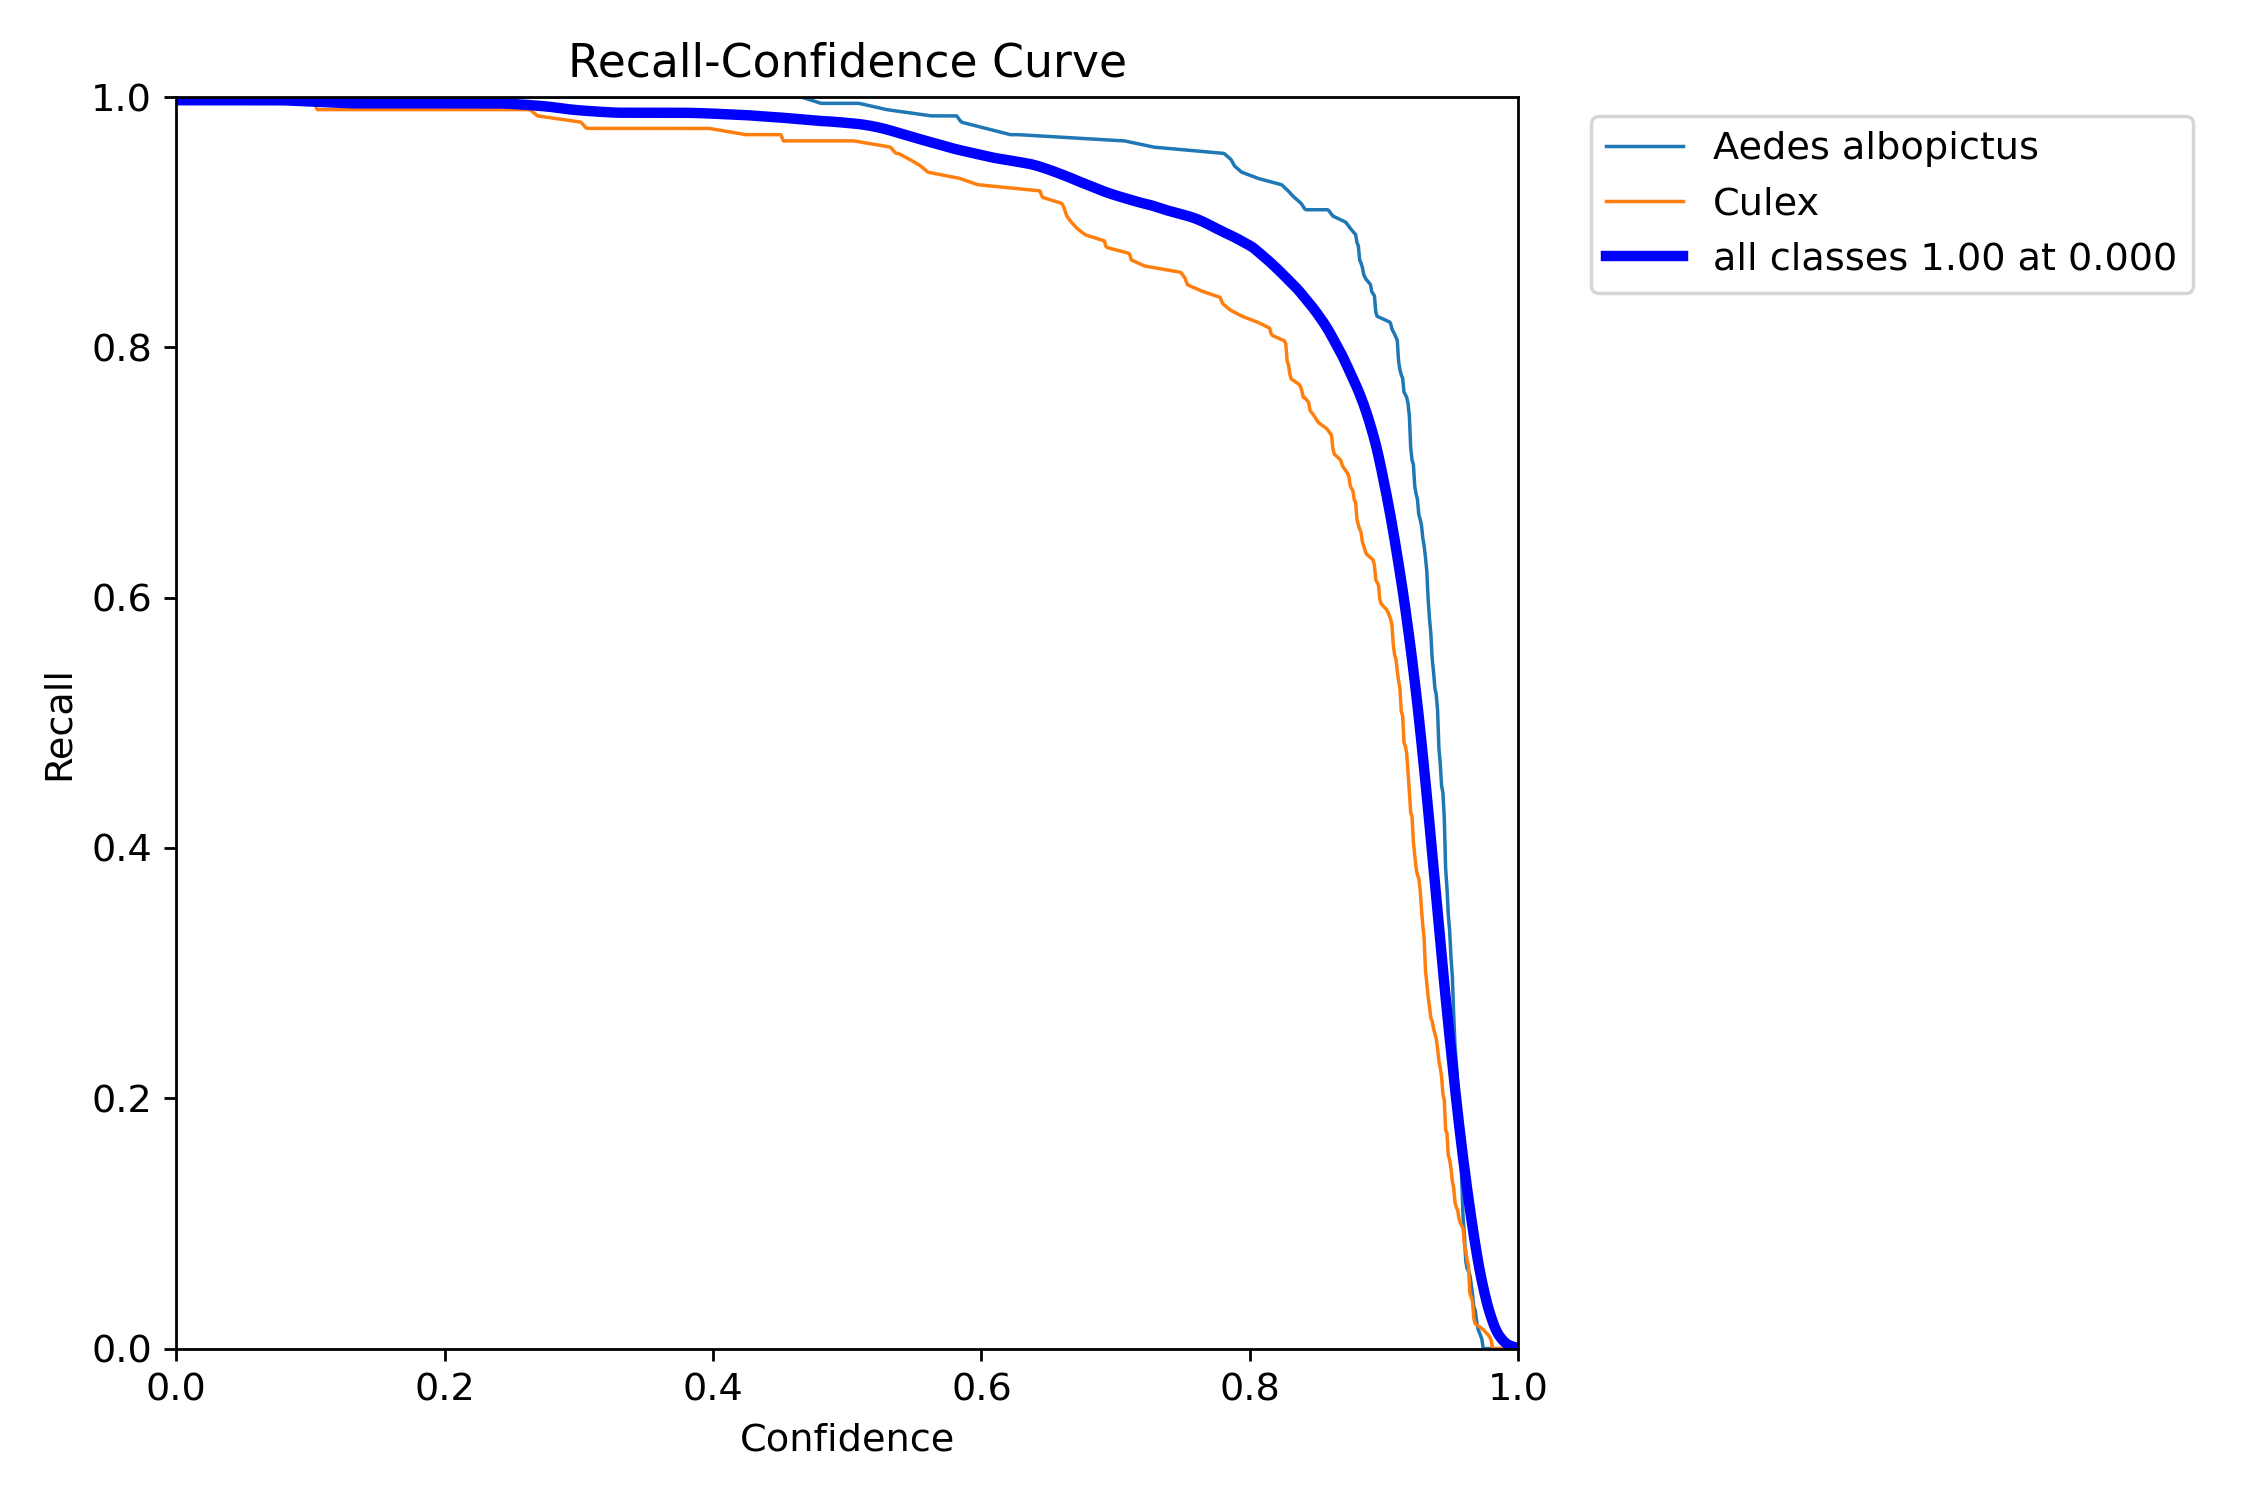 Recall-Confidence Curve
1.0
0.8
0.6
0.4
0.2
0.0
Recall
0.0 0.2 0.4 0.6 0.8 1.0
Confidence
Aedes albopictus
Culex
all classes 1.00 at 0.000